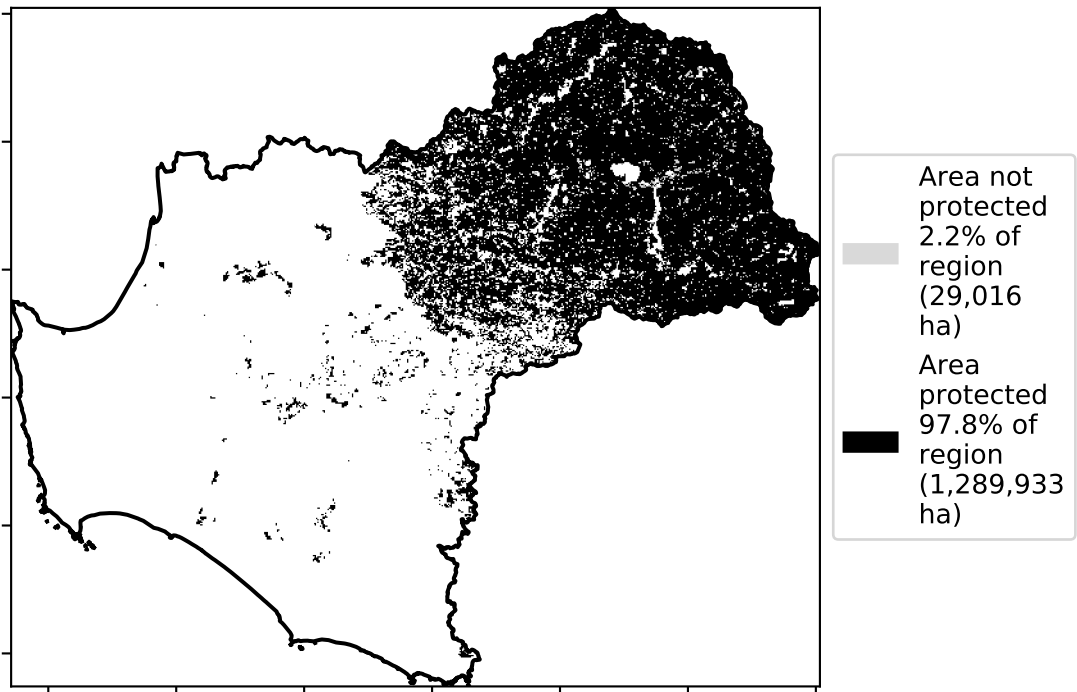 Area not
protected
2.2% of
region
(29,016
ha)
Area
protected
97.8% of
region
(1,289,933
ha)